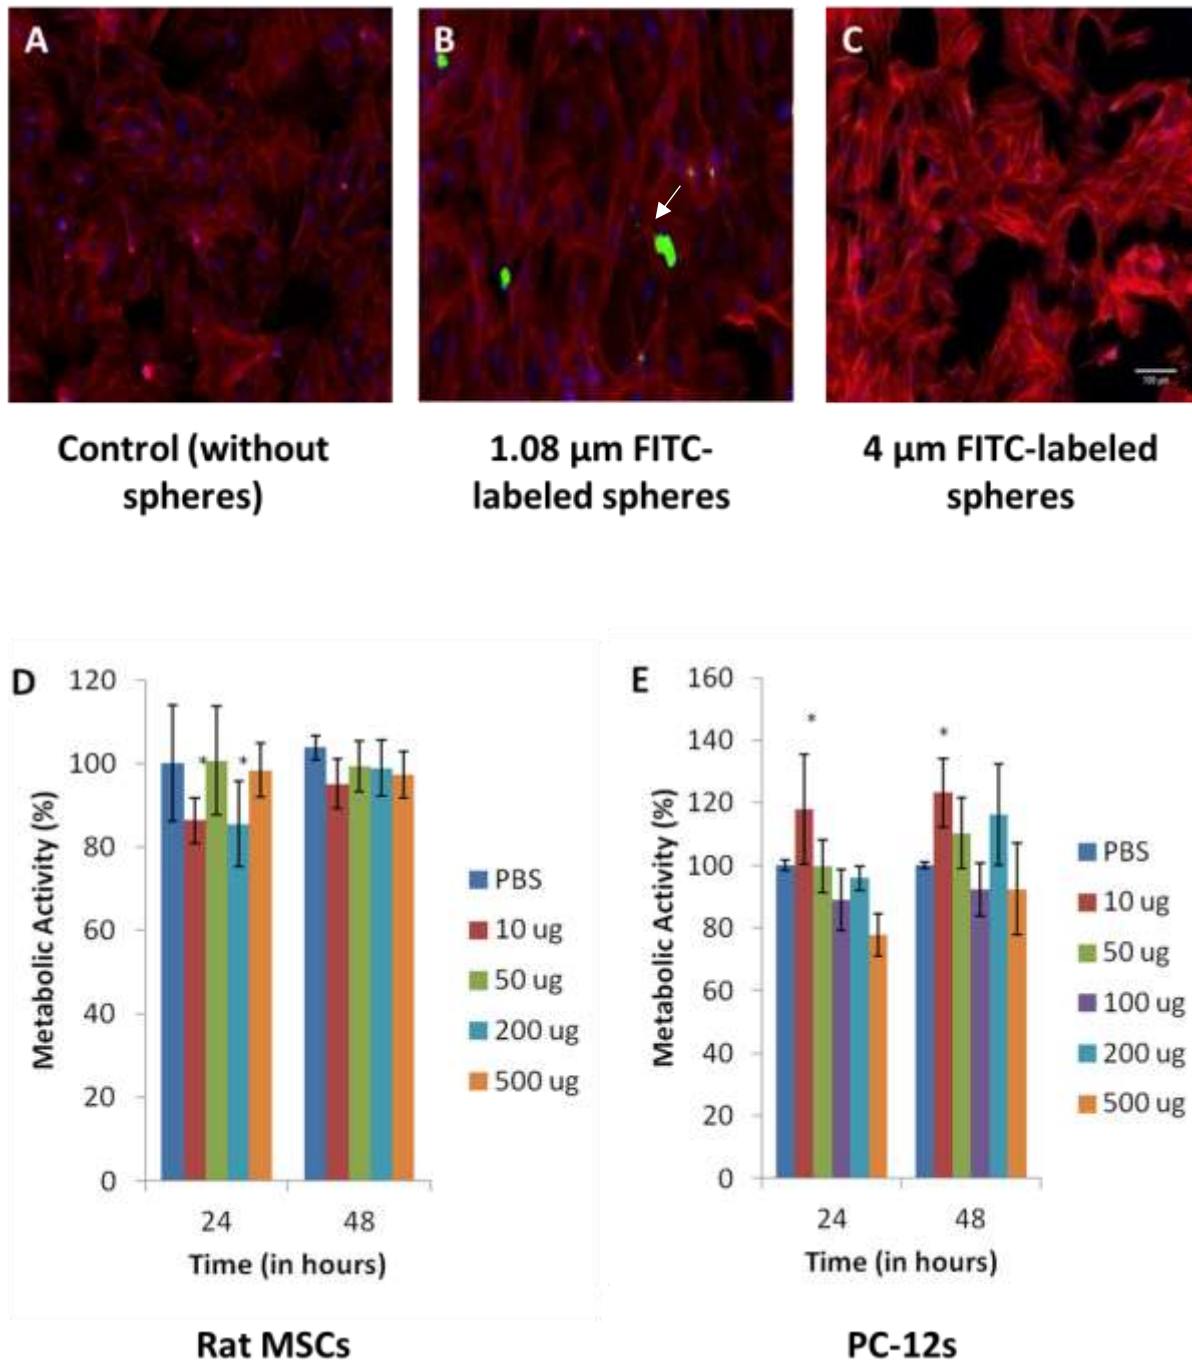 A
B
C
100 µm
Control (without
spheres)
1.08 µm FITC-
labeled spheres
4 µm FITC-labeled
spheres
D
120
100
80
60
40
20
0
Metabolic Activity (%)
*
*
24
48
Time (in hours)
PBS
10 ug
50 ug
200 ug
500 ug
Rat MSCs
E
160
140
120
100
80
60
40
20
0
Metabolic Activity (%)
*
*
24
48
Time (in hours)
PBS
10 ug
50 ug
100 ug
200 ug
500 ug
PC-12s